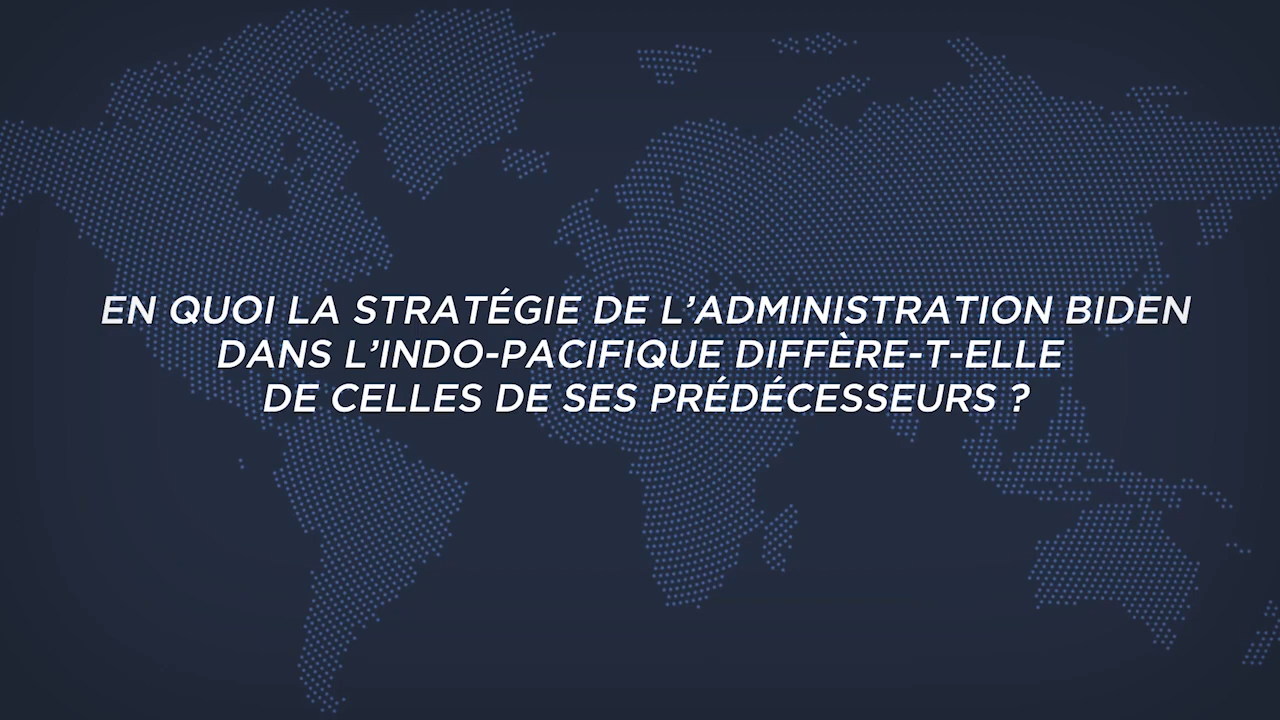 EN QUOI LA STRATÉGIE DE L’ADMINISTRATION BIDEN
DANS L’INDO-PACIFIQUE DIFFÈRE-T-ELLE
DE CELLES DE SES PRÉDÉCESSEURS ?